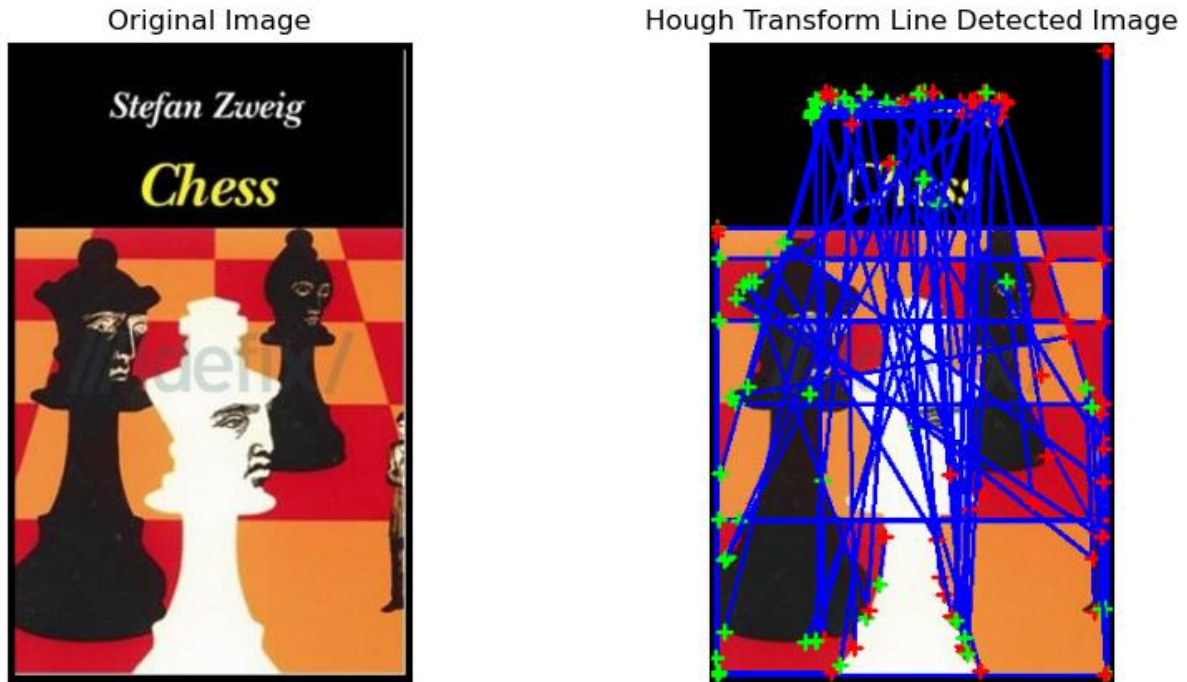 Original Image
Hough Transform Line Detected Image
Stefan Zweig
Chess